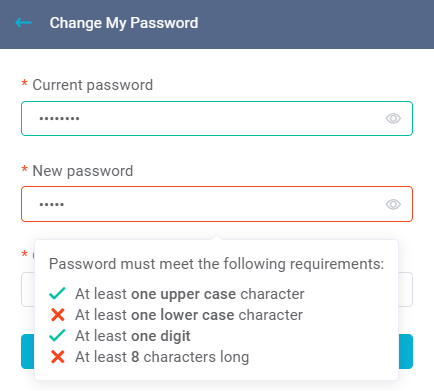 Change My Password
* Current password
••••••••
* New password
•••••
*
Password must meet the following requirements:
At least one upper case character
At least one lower case character
At least one digit
At least 8 characters long